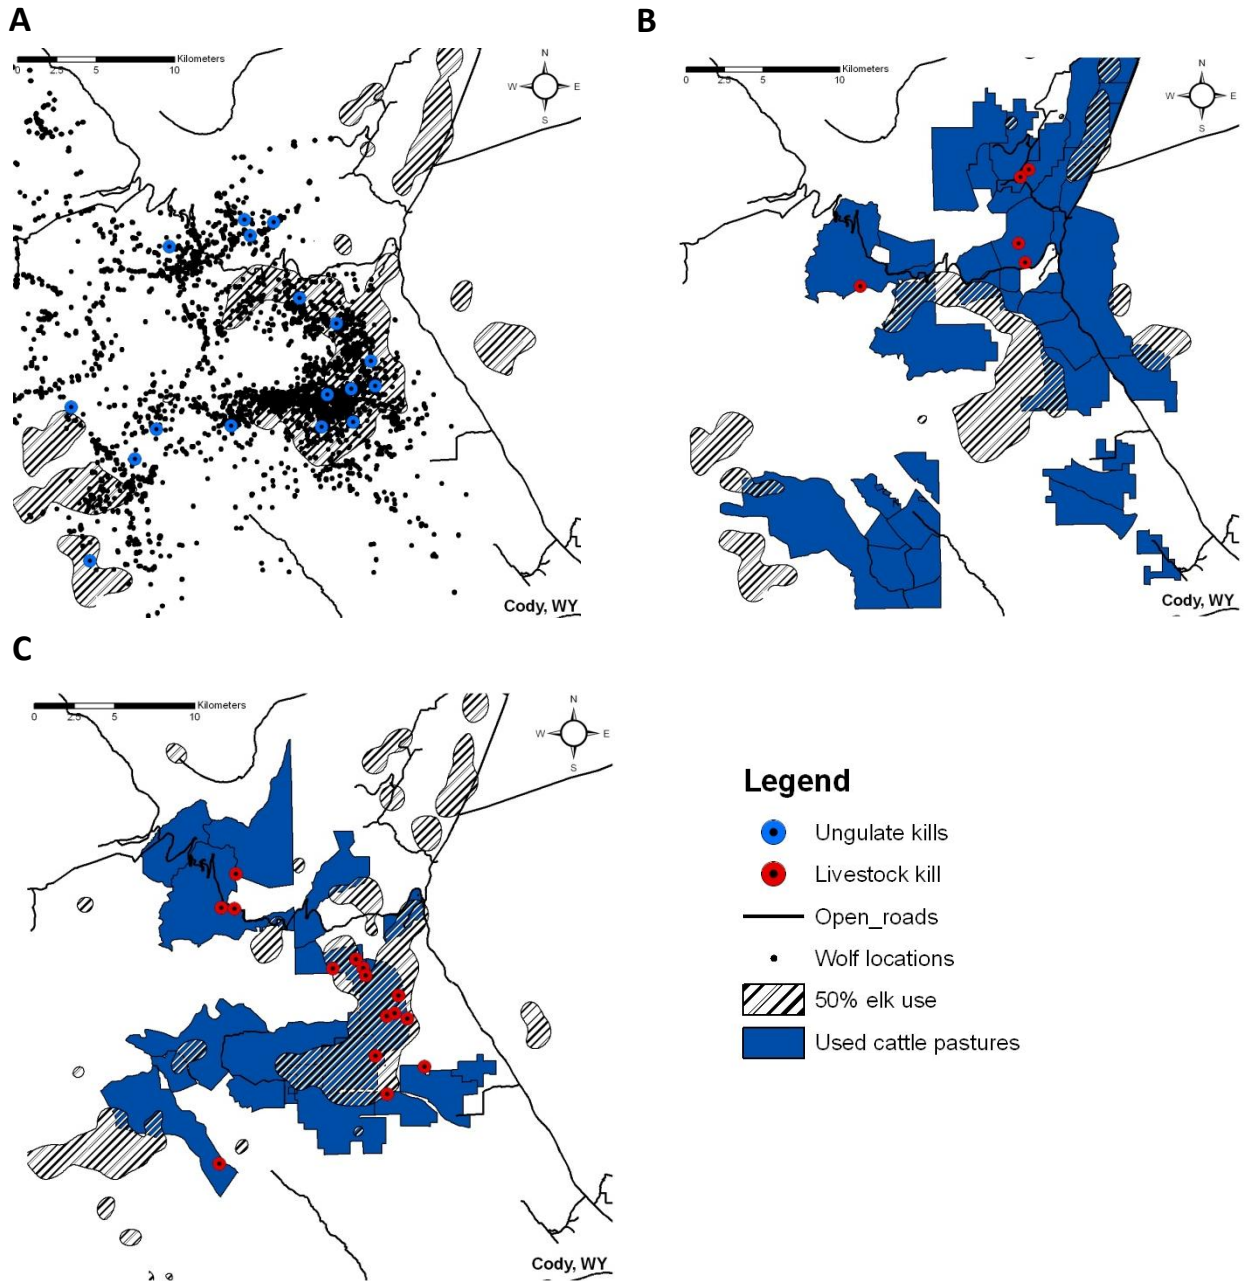 A
Kilometers
0 2.5 5 10
N
W E
S
Cody, WY
B
Kilometers
0 2.5 5 10
N
W E
S
Cody, WY
C
Kilometers
0 2.5 5 10
N
W E
S
Cody, WY
Legend
Ungulate kills
Livestock kill
Open_roads
Wolf locations
50% elk use
Used cattle pastures